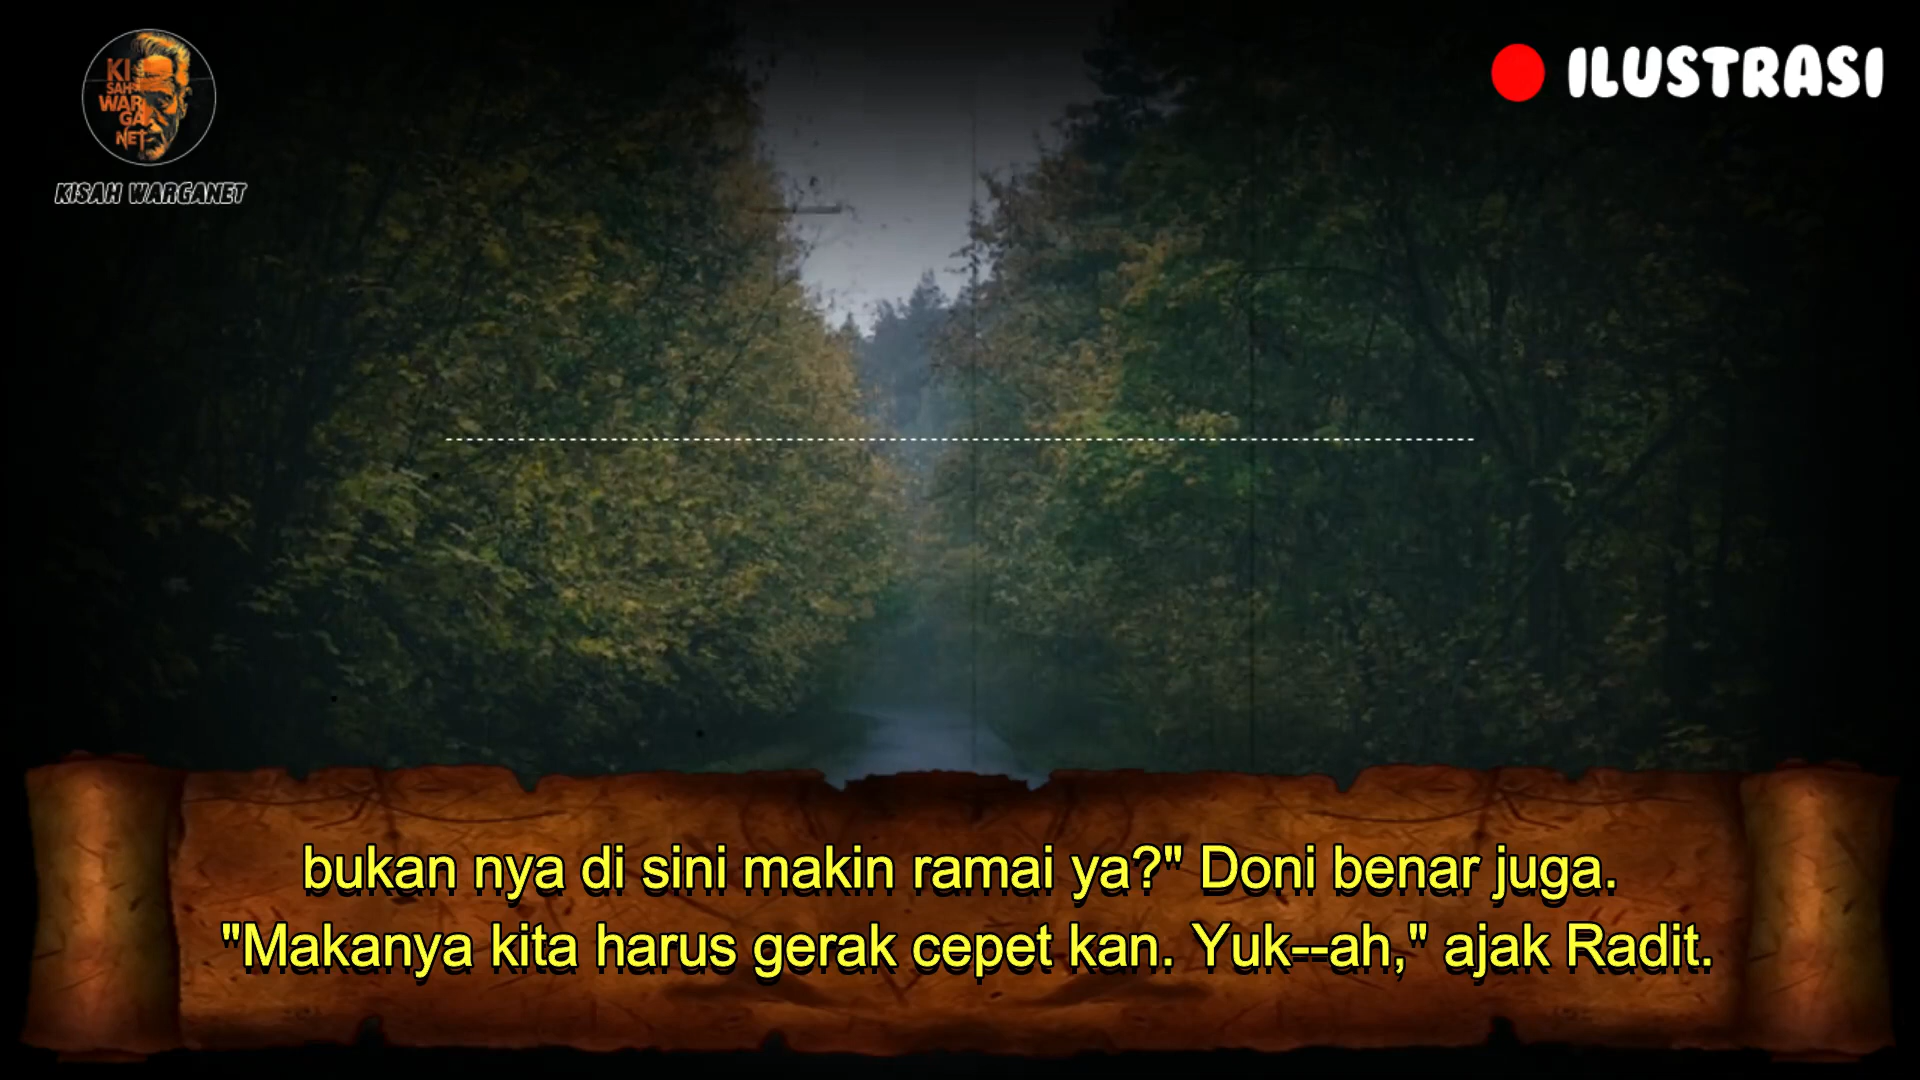 KI
SAH
WAR
GA
NET
KISAH WARGANET
ILUSTRASI
bukan nya di sini makin ramai ya?" Doni benar juga.
"Makanya kita harus gerak cepet kan. Yuk--ah," ajak Radit.